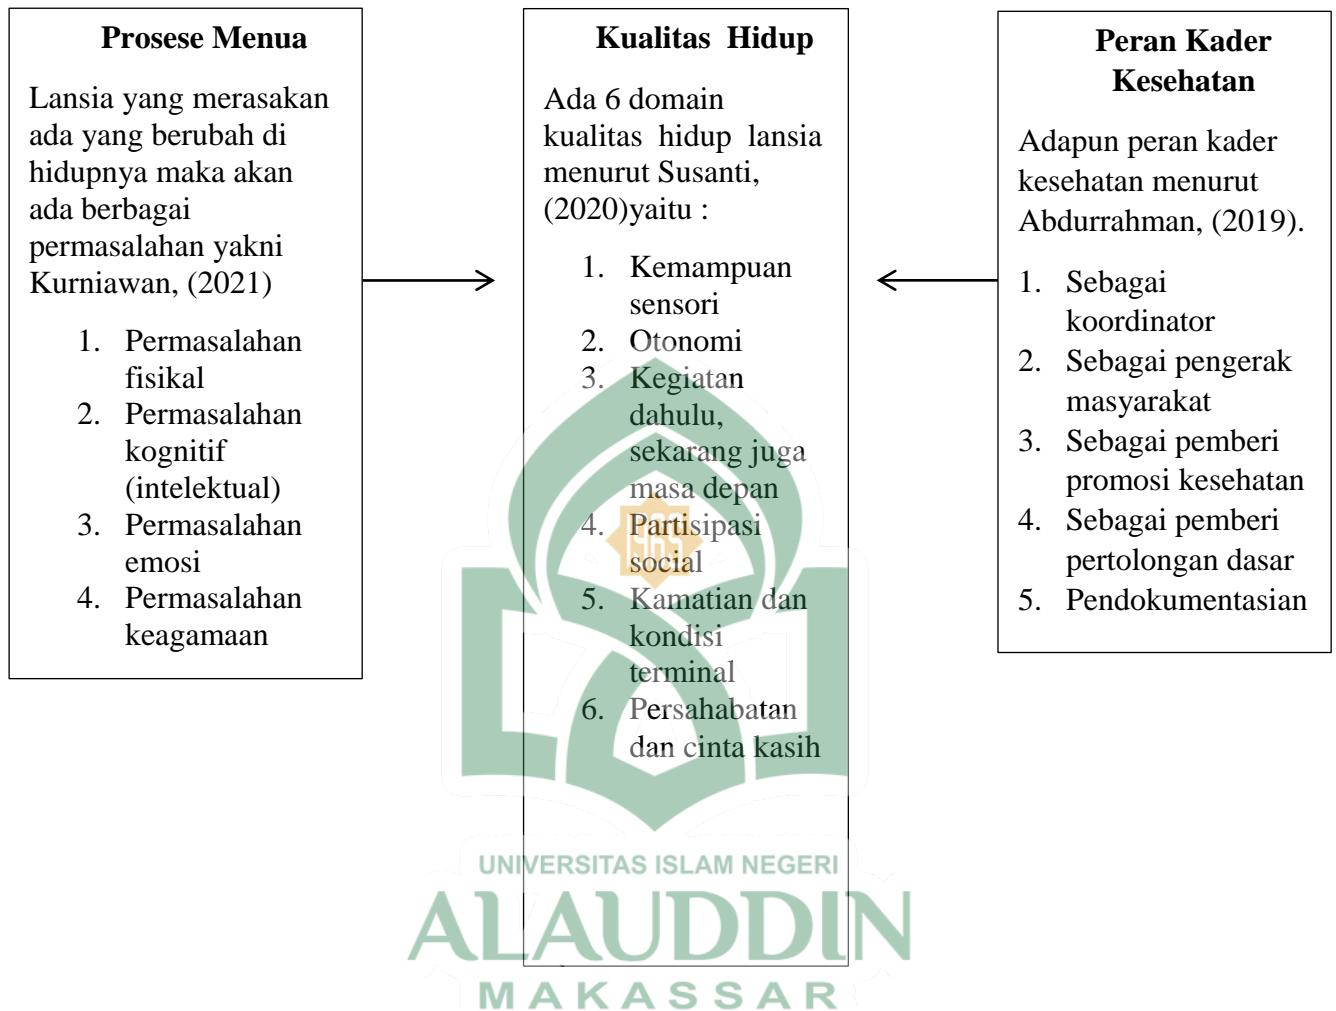 Prosese Menua
Lansia yang merasakan
ada yang berubah di
hidupnya maka akan
ada berbagai
permasalahan yakni
Kurniawan, (2021)
1. Permasalahan
fisikal
2. Permasalahan
kognitif
(intelektual)
3. Permasalahan
emosi
4. Permasalahan
keagamaan
Kualitas Hidup
Ada 6 domain
kualitas hidup lansia
menurut Susanti,
(2020)yaitu :
1. Kemampuan
sensori
2. Otonomi
3. Kegiatan
dahulu,
sekarang juga
masa depan
4. Partisipasi
social
5. Kamatian dan
kondisi
terminal
6. Persahabatan
dan cinta kasih
Peran Kader
Kesehatan
Adapun peran kader
kesehatan menurut
Abdurrahman, (2019).
1. Sebagai
koordinator
2. Sebagai pengerak
masyarakat
3. Sebagai pemberi
promosi kesehatan
4. Sebagai pemberi
pertolongan dasar
5. Pendokumentasian
1965
UNIVERSITAS ISLAM NEGERI
ALAUDDIN
MAKASSAR